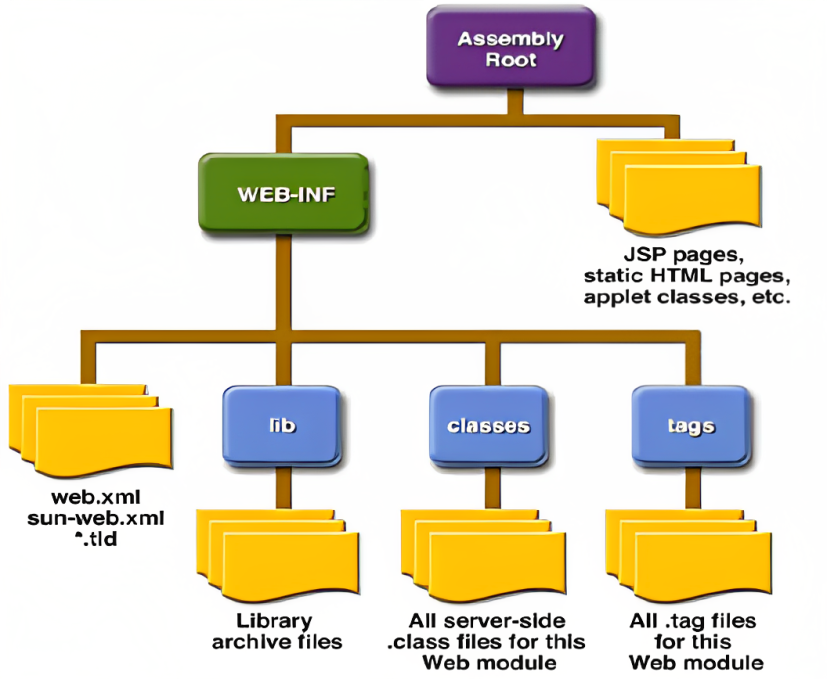 Assembly
Root
WEB-INF
JSP pages,
static HTML pages,
applet classes, etc.
lib
classes
tags
web.xml
sun-web.xml
*.tld
Library
archive files
All server-side
.class files for this
Web module
All .tag files
for this
Web module